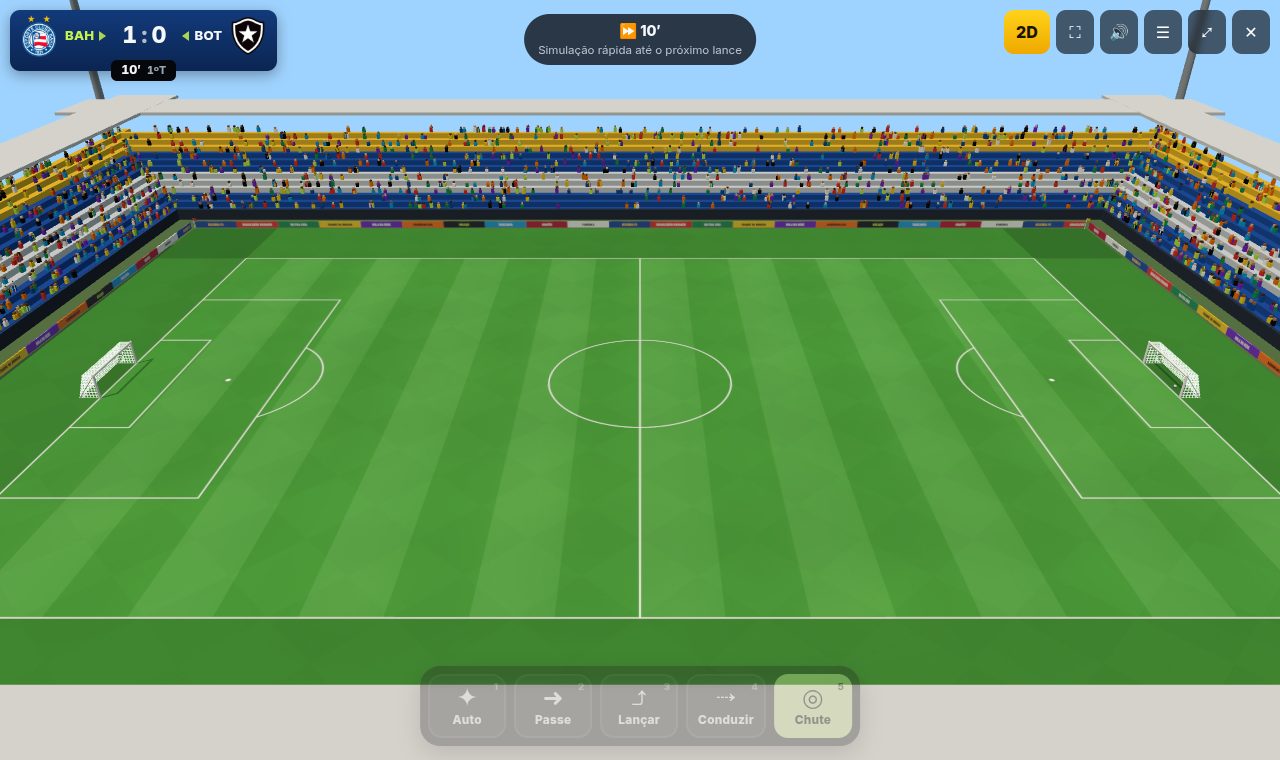 BAH 1:0 BOT
10' 1ºT
⏩ 10'
Simulação rápida até o próximo lance
2D
1 Auto
2 Passe
3 Lançar
4 Conduzir
5 Chute